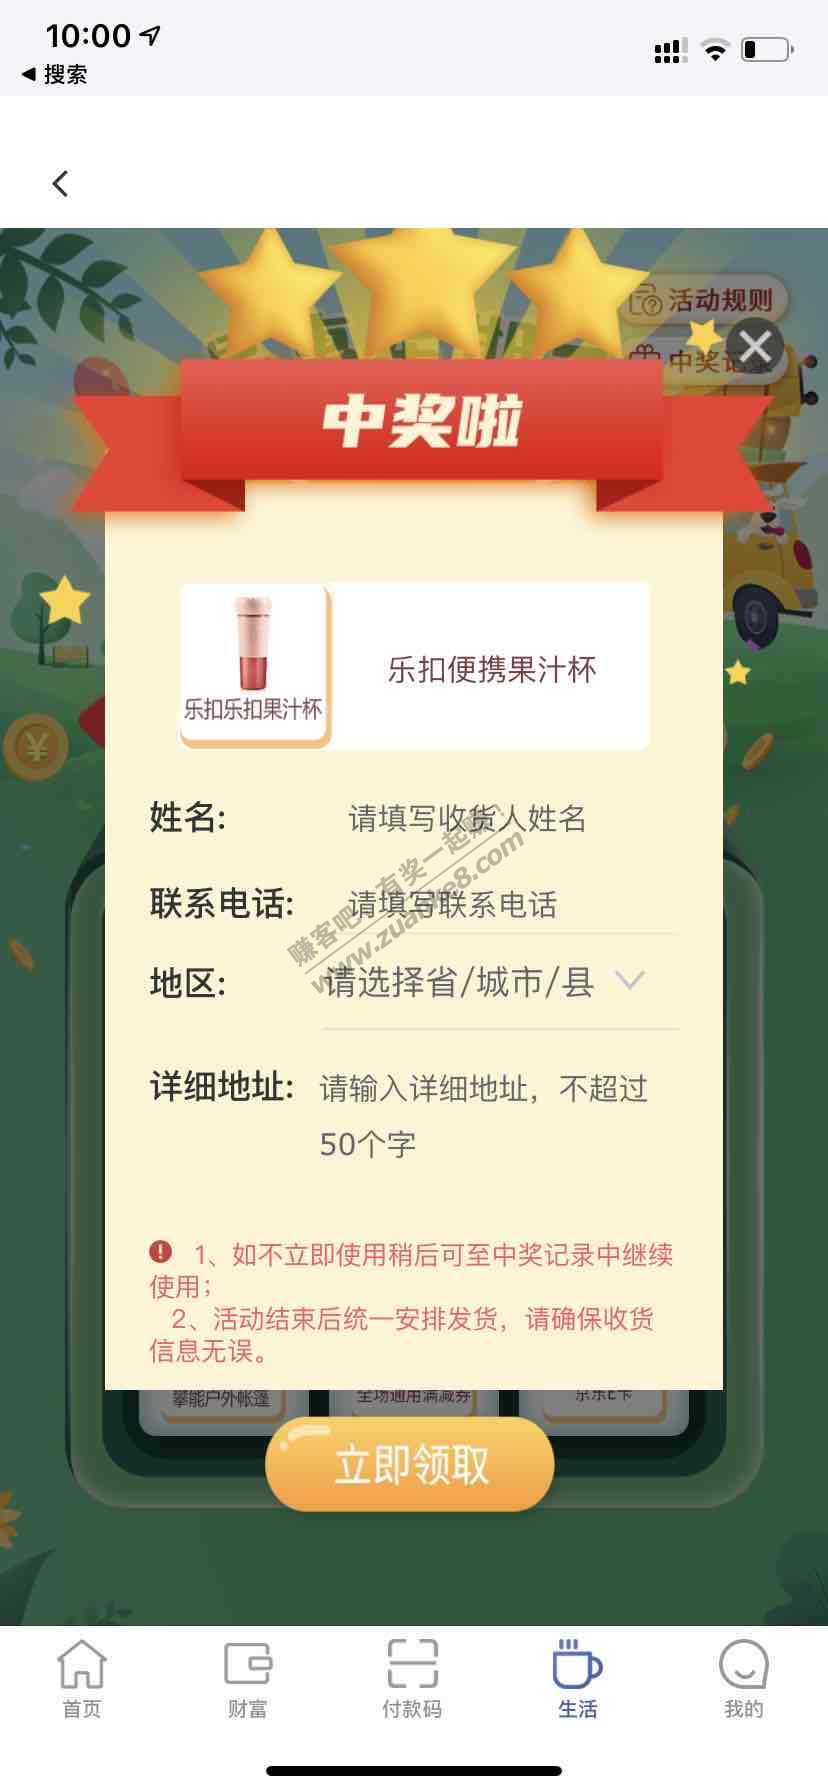 10:00
搜索
活动规则
中奖记录
中奖啦
乐扣乐扣果汁杯
乐扣便携果汁杯
姓名:
请填写收货人姓名
联系电话:
请填写联系电话
地区:
请选择省/城市/县
详细地址:
请输入详细地址，不超过
50个字
1、如不立即使用稍后可至中奖记录中继续
使用；
2、活动结束后统一安排发货，请确保收货
信息无误。
攀能户外帐篷
全场通用满减券
京东E卡
立即领取
首页
财富
付款码
生活
我的
赚客吧，有奖一起赚！
www.zuanke8.com